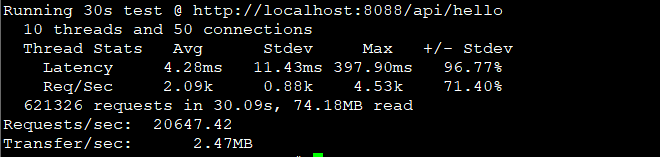 Running 30s test @ http://localhost:8088/api/hello
  10 threads and 50 connections
  Thread Stats   Avg      Stdev     Max   +/- Stdev
    Latency     4.28ms   11.43ms 397.90ms   96.77%
    Req/Sec     2.09k     0.88k    4.53k    71.40%
  621326 requests in 30.09s, 74.18MB read
Requests/sec:  20647.42
Transfer/sec:      2.47MB